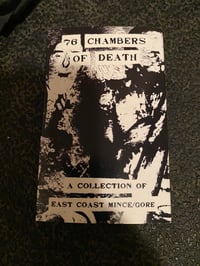 76 CHAMBERS
OF DEATH
A COLLECTION OF
EAST COAST MINCE/GORE